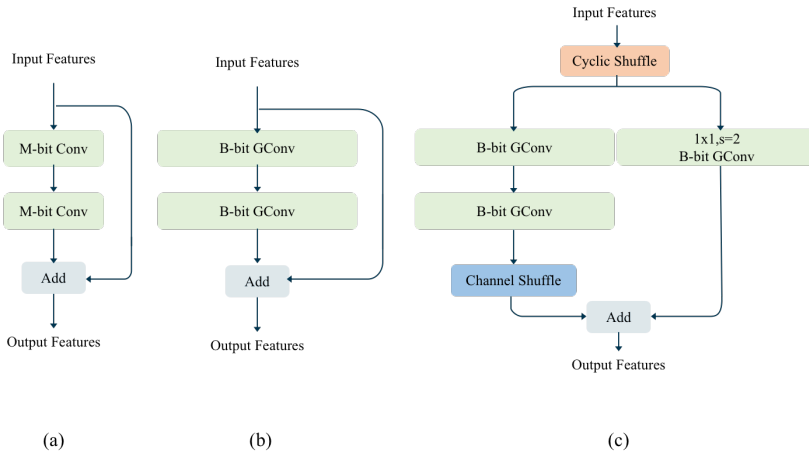 Input Features
M-bit Conv
M-bit Conv
Add
Output Features
(a)
Input Features
B-bit GConv
B-bit GConv
Add
Output Features
(b)
Input Features
Cyclic Shuffle
B-bit GConv
1x1,s=2
B-bit GConv
B-bit GConv
Channel Shuffle
Add
Output Features
(c)